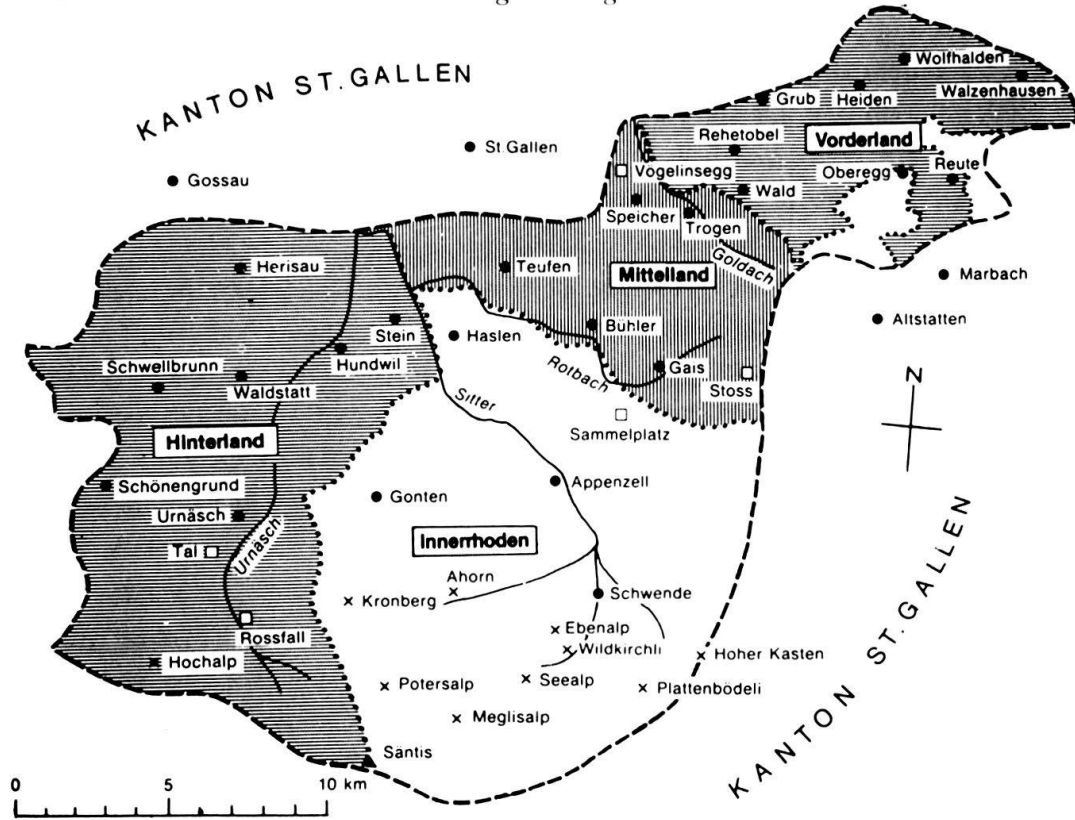 KANTON ST. GALLEN
Wolfhalden
Walzenhausen
Grub
Heiden
Rehetobel
Vorderland
St Gallen
Vögelinsegg
Oberegg
Reute
Gossau
Wald
Speicher
Trogen
Goldach
Herisau
Teufen
Mittelland
Marbach
Stein
Haslen
Bühler
Altstatten
Schwellbrunn
Hundwil
Waldstatt
Rotbach
Gais
Stoss
N
Sitter
Sammelplatz
Hinterland
Schönengrund
Gonten
Appenzell
Urnäsch
Urnäsch
Innerrhoden
Tal
Ahorn
Kronberg
Schwende
Rossfall
Ebenalp
Wildkirchli
Hoher Kasten
Hochalp
Potersalp
Seealp
Plattenbödeli
Meglisalp
Säntis
KANTON ST. GALLEN
0 5 10 km